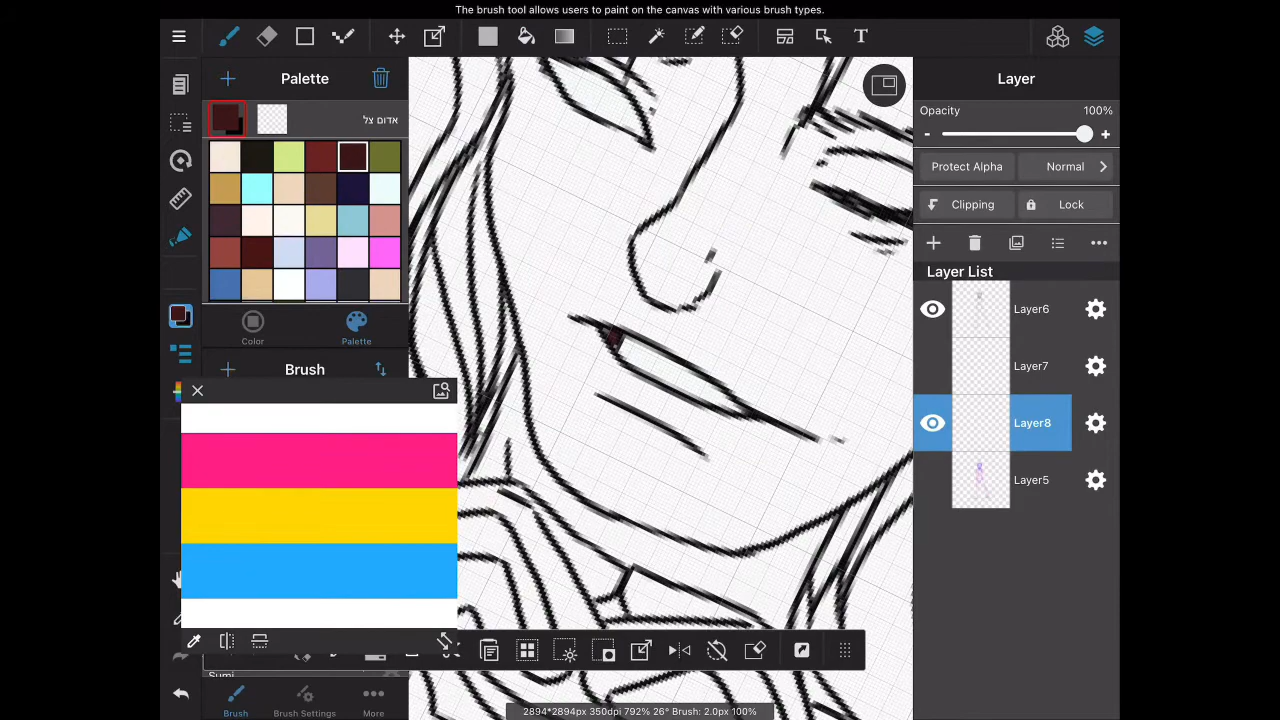 The brush tool allows users to paint on the canvas with various brush types.
T
Palette
Layer
Opacity
100%
-
+
אדום צל
Protect Alpha
Normal
Clipping
Lock
Layer List
Layer6
Layer7
Layer8
Layer5
Color
Palette
Brush
Sumi
Brush
Brush Settings
More
2894*2894px 350dpi 792% 26° Brush: 2.0px 100%